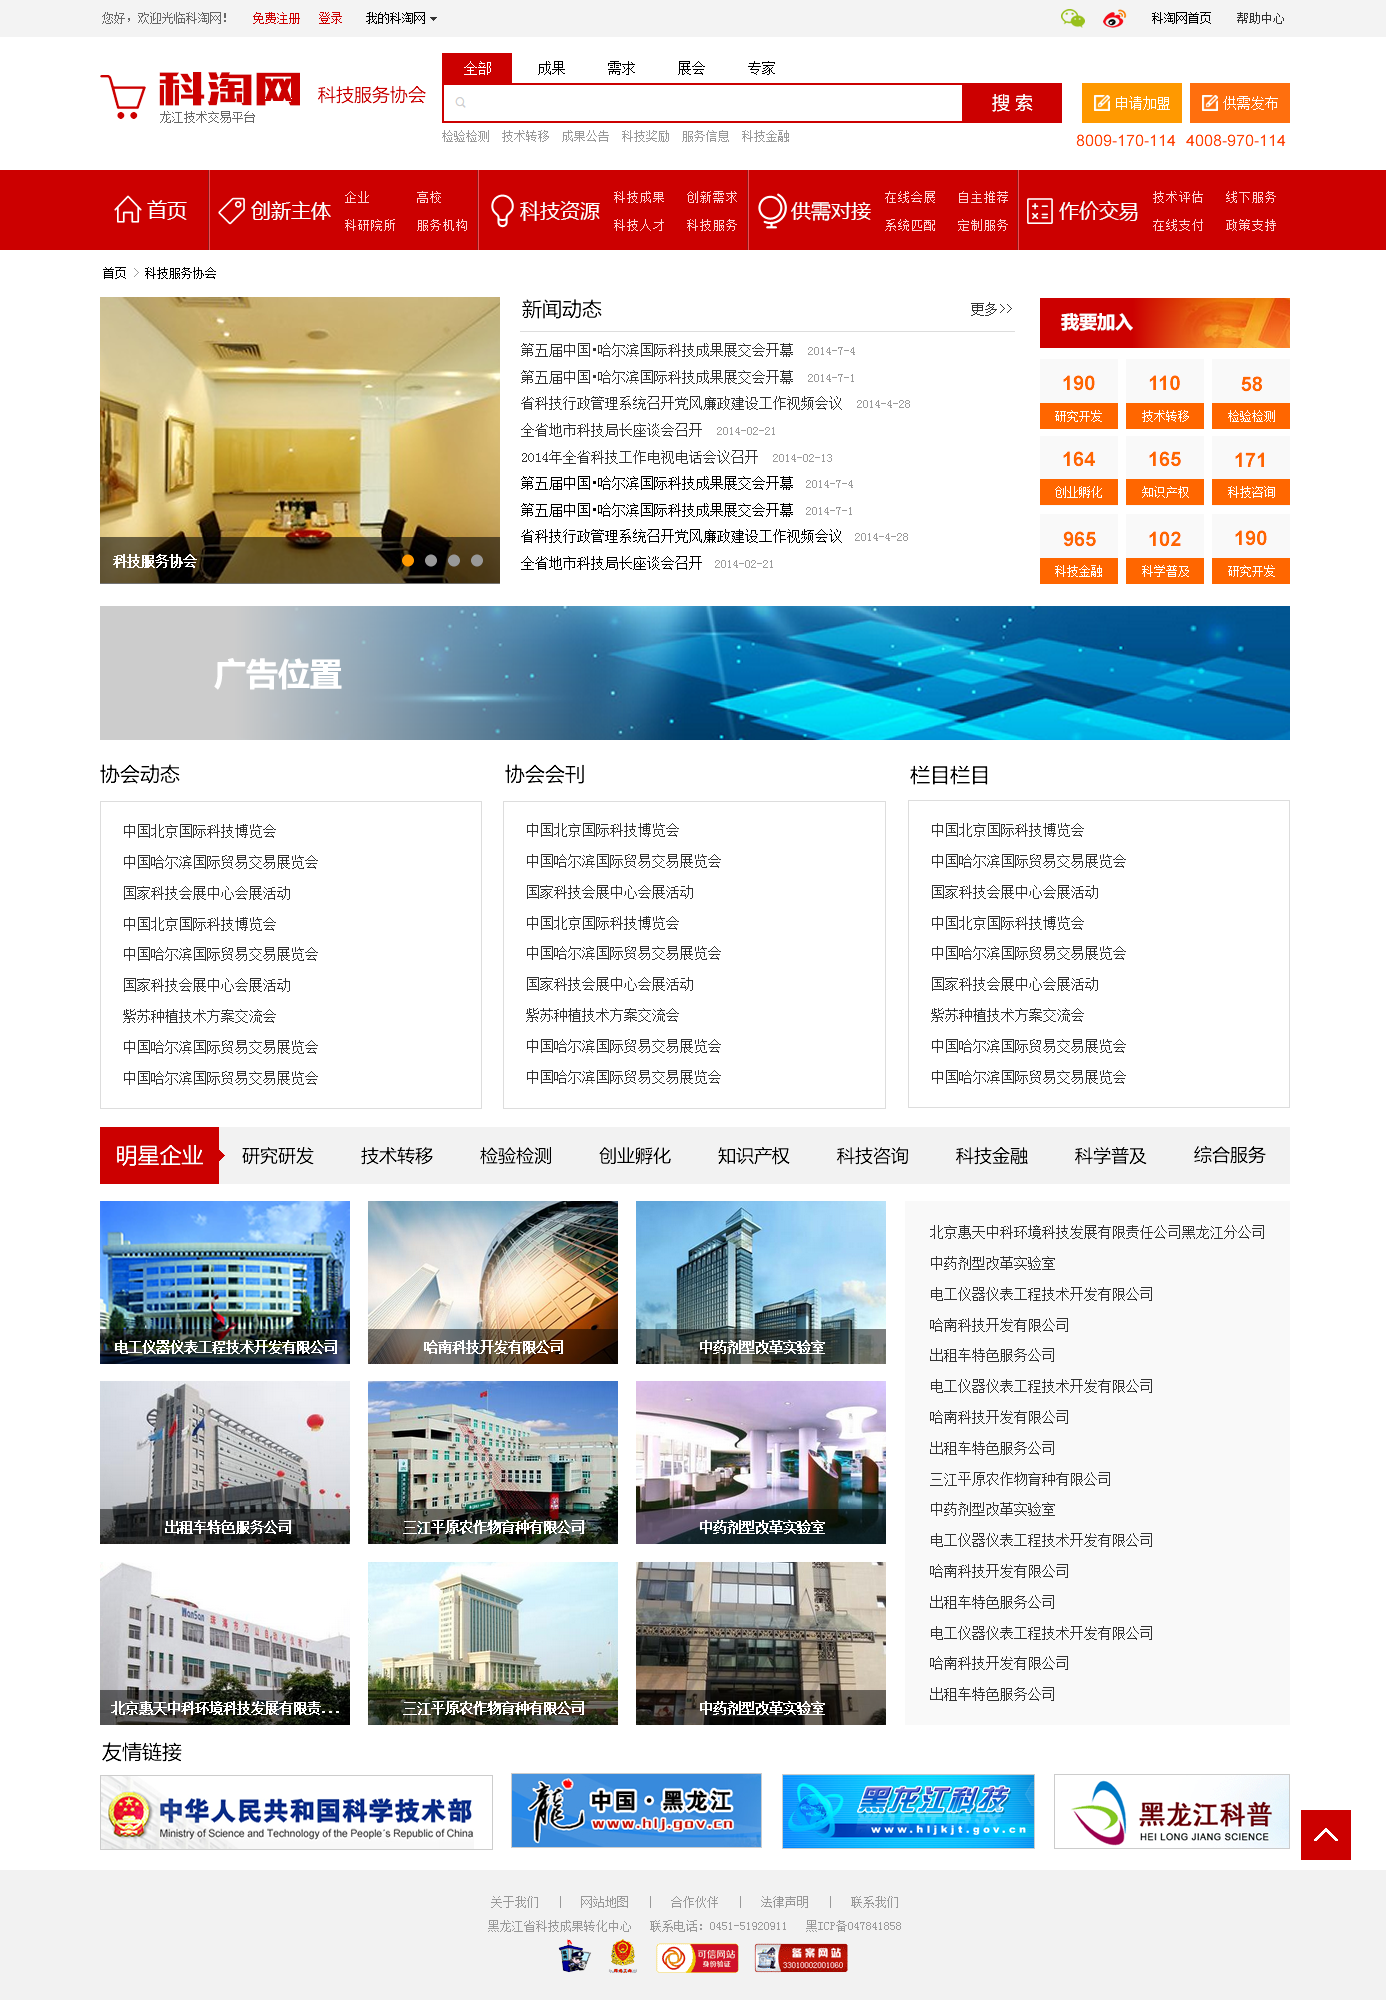 您好，欢迎光临科淘网！ 免费注册 登录 我的科淘网 科淘网首页 帮助中心
科淘网 科技服务协会
龙江技术交易平台
全部 成果 需求 展会 专家
搜 索 申请加盟 供需发布
检验检测 技术转移 成果公告 科技奖励 服务信息 科技金融
8009-170-114 4008-970-114
首页
创新主体 企业 高校 科研院所 服务机构
科技资源 科技成果 创新需求 科技人才 科技服务
供需对接 在线会展 自主推荐 系统匹配 定制服务
作价交易 技术评估 线下服务 在线支付 政策支持
首页 > 科技服务协会
科技服务协会
新闻动态 更多>>
第五届中国•哈尔滨国际科技成果展交会开幕 2014-7-4
第五届中国•哈尔滨国际科技成果展交会开幕 2014-7-1
省科技行政管理系统召开党风廉政建设工作视频会议 2014-4-28
全省地市科技局长座谈会召开 2014-02-21
2014年全省科技工作电视电话会议召开 2014-02-13
第五届中国•哈尔滨国际科技成果展交会开幕 2014-7-4
第五届中国•哈尔滨国际科技成果展交会开幕 2014-7-1
省科技行政管理系统召开党风廉政建设工作视频会议 2014-4-28
全省地市科技局长座谈会召开 2014-02-21
我要加入
190 110 58
研究开发 技术转移 检验检测
164 165 171
创业孵化 知识产权 科技咨询
965 102 190
科技金融 科学普及 研究开发
广告位置
协会动态
中国北京国际科技博览会
中国哈尔滨国际贸易交易展览会
国家科技会展中心会展活动
中国北京国际科技博览会
中国哈尔滨国际贸易交易展览会
国家科技会展中心会展活动
紫苏种植技术方案交流会
中国哈尔滨国际贸易交易展览会
中国哈尔滨国际贸易交易展览会
协会会刊
中国北京国际科技博览会
中国哈尔滨国际贸易交易展览会
国家科技会展中心会展活动
中国北京国际科技博览会
中国哈尔滨国际贸易交易展览会
国家科技会展中心会展活动
紫苏种植技术方案交流会
中国哈尔滨国际贸易交易展览会
中国哈尔滨国际贸易交易展览会
栏目栏目
中国北京国际科技博览会
中国哈尔滨国际贸易交易展览会
国家科技会展中心会展活动
中国北京国际科技博览会
中国哈尔滨国际贸易交易展览会
国家科技会展中心会展活动
紫苏种植技术方案交流会
中国哈尔滨国际贸易交易展览会
中国哈尔滨国际贸易交易展览会
明星企业 研究研发 技术转移 检验检测 创业孵化 知识产权 科技咨询 科技金融 科学普及 综合服务
电工仪器仪表工程技术开发有限公司 哈南科技开发有限公司 中药剂型改革实验室
出租车特色服务公司 三江平原农作物育种有限公司 中药剂型改革实验室
北京惠天中科环境科技发展有限责... 三江平原农作物育种有限公司 中药剂型改革实验室
北京惠天中科环境科技发展有限责任公司黑龙江分公司
中药剂型改革实验室
电工仪器仪表工程技术开发有限公司
哈南科技开发有限公司
出租车特色服务公司
电工仪器仪表工程技术开发有限公司
哈南科技开发有限公司
出租车特色服务公司
三江平原农作物育种有限公司
中药剂型改革实验室
电工仪器仪表工程技术开发有限公司
哈南科技开发有限公司
出租车特色服务公司
电工仪器仪表工程技术开发有限公司
哈南科技开发有限公司
出租车特色服务公司
友情链接
中华人民共和国科学技术部
Ministry of Science and Technology of the People's Republic of China
龍 中国·黑龙江
www.hlj.gov.cn
黑龙江科技
www.hljkjt.gov.cn
黑龙江科普
HEI LONG JIANG SCIENCE
关于我们 | 网站地图 | 合作伙伴 | 法律声明 | 联系我们
黑龙江省科技成果转化中心 联系电话：0451-51920911 黑ICP备047841858
可信网站
身份验证
备案网站
33010002001060